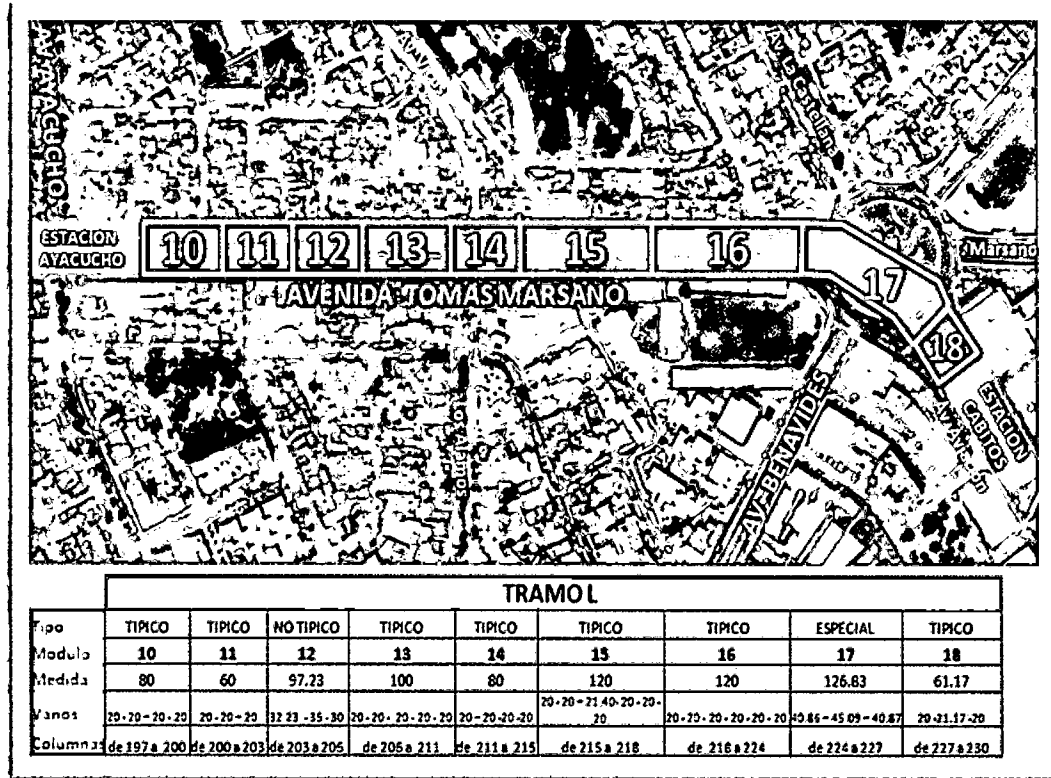 AV AYACUCHO
ESTACION
AYACUCHO
10 11 12 13 14 15 16 17 18
Marsano
AVENIDA TOMAS MARSANO
AV. BENAVIDES
ESTACION
CABITOS
TRAMO L
Tipo TIPICO TIPICO NO TIPICO TIPICO TIPICO TIPICO TIPICO ESPECIAL TIPICO
Modulo 10 11 12 13 14 15 16 17 18
Medida 80 60 97.23 100 80 120 120 126.83 61.17
Vanos 20-20-20-20 20-20-20 32.23-35-30 20-20-20-20-20 20-20-20-20 20-20-21.40-20-20-
20 20-20-20-20-20-20 40.86-45.09-40.87 20-21.17-20
Columnas de 197 a 200 de 200 a 203 de 203 a 205 de 205 a 211 de 211 a 215 de 215 a 218 de 218 a 224 de 224 a 227 de 227 a 230